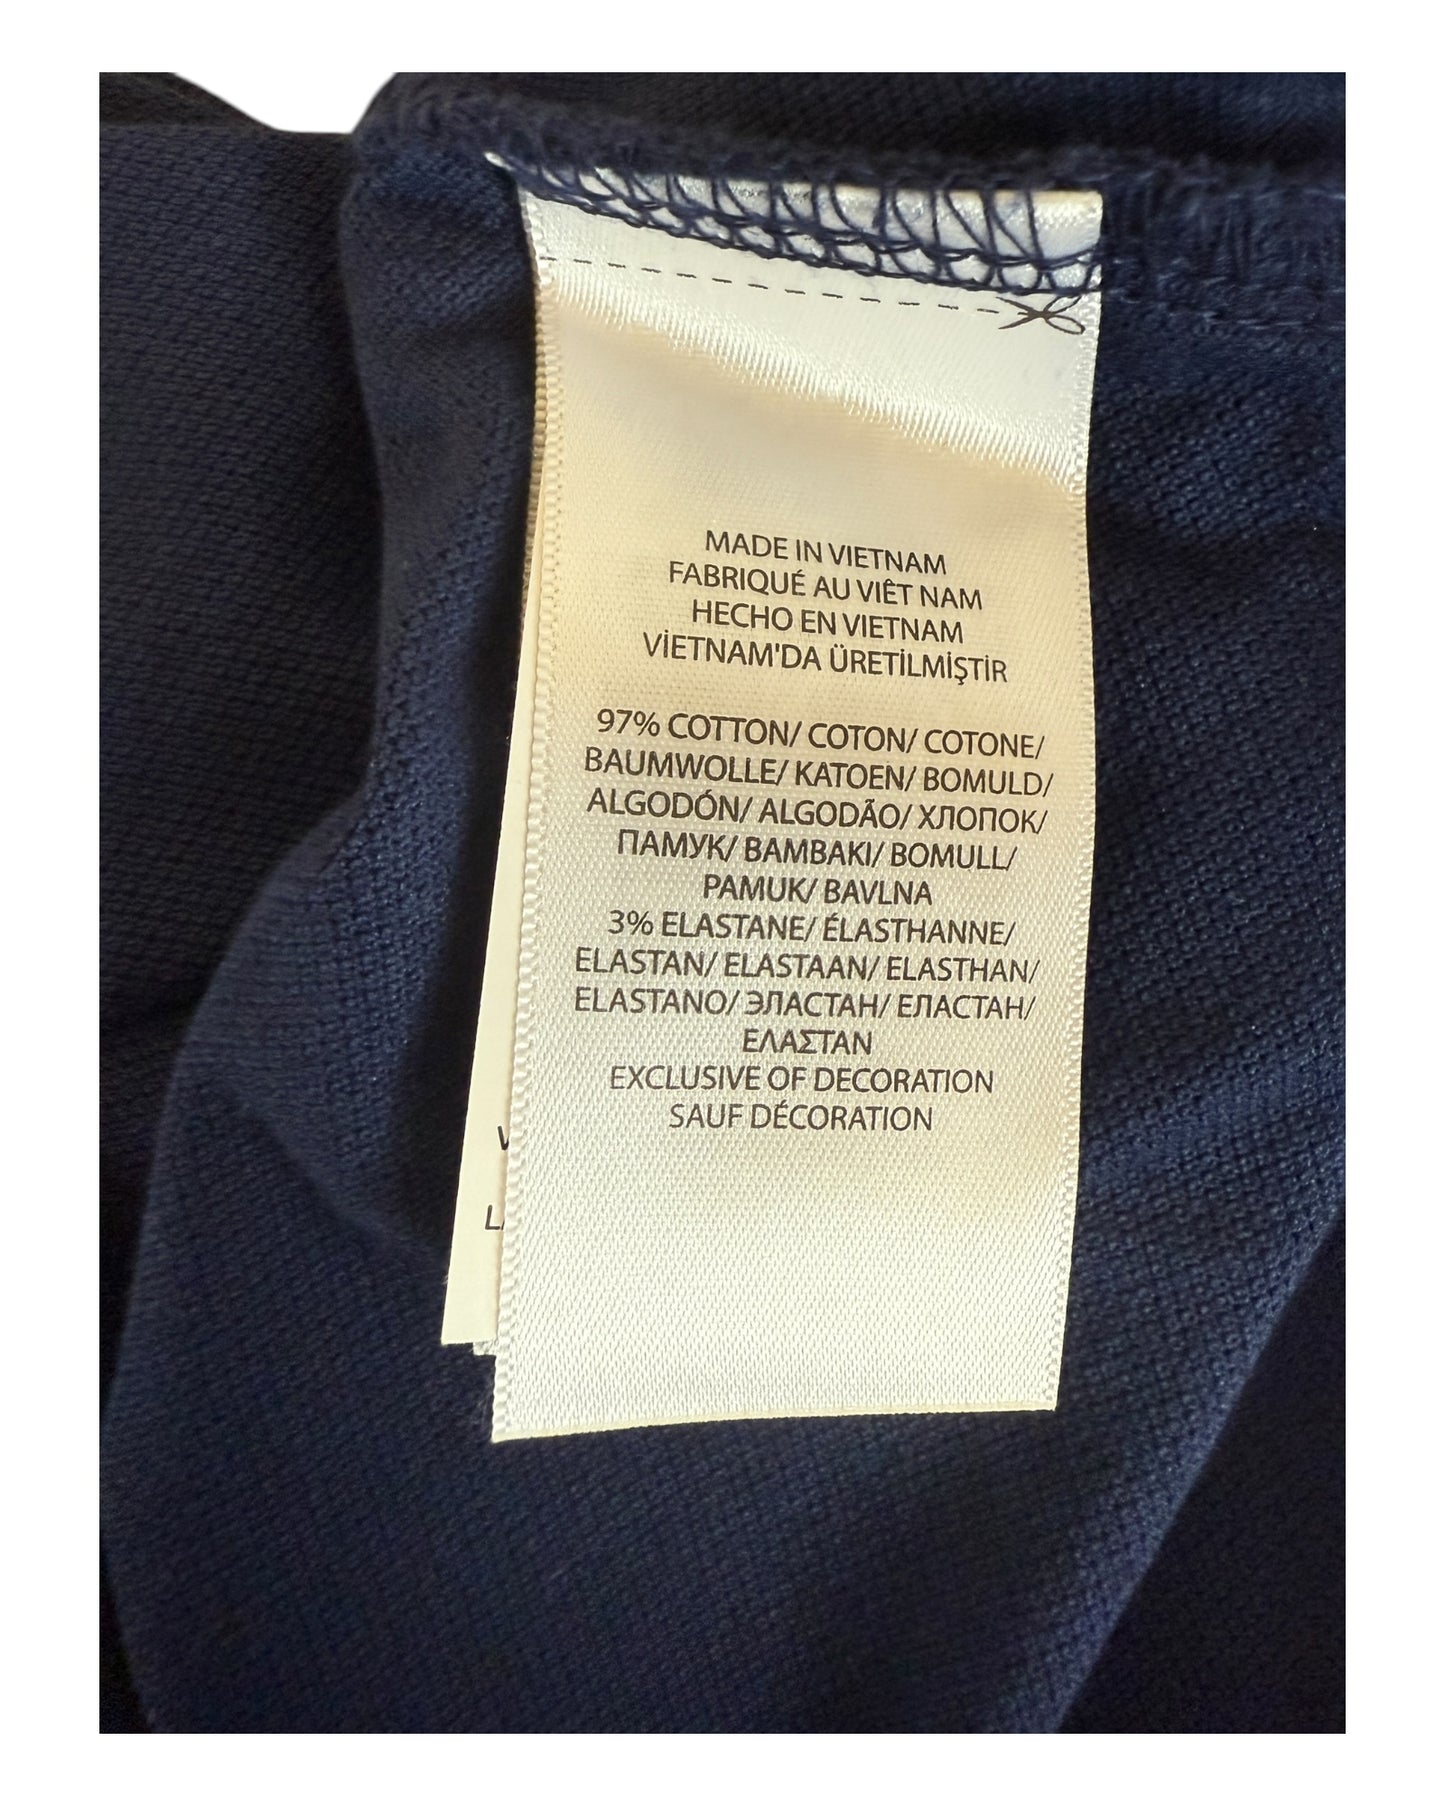 MADE IN VIETNAM
FABRIQUÉ AU VIÊT NAM
HECHO EN VIETNAM
VİETNAM'DA ÜRETİLMİŞTİR
97% COTTON/ COTON/ COTONE/
BAUMWOLLE/ KATOEN/ BOMULD/
ALGODÓN/ ALGODÃO/ ХЛОПОК/
ПАМУК/ BAMBAKI/ BOMULL/
PAMUK/ BAVLNA
3% ELASTANE/ ÉLASTHANNE/
ELASTAN/ ELASTAAN/ ELASTHAN/
ELASTANO/ ЭЛАСТАН/ ЕЛАСТАН/
ΕΛΑΣΤΑΝ
EXCLUSIVE OF DECORATION
SAUF DÉCORATION